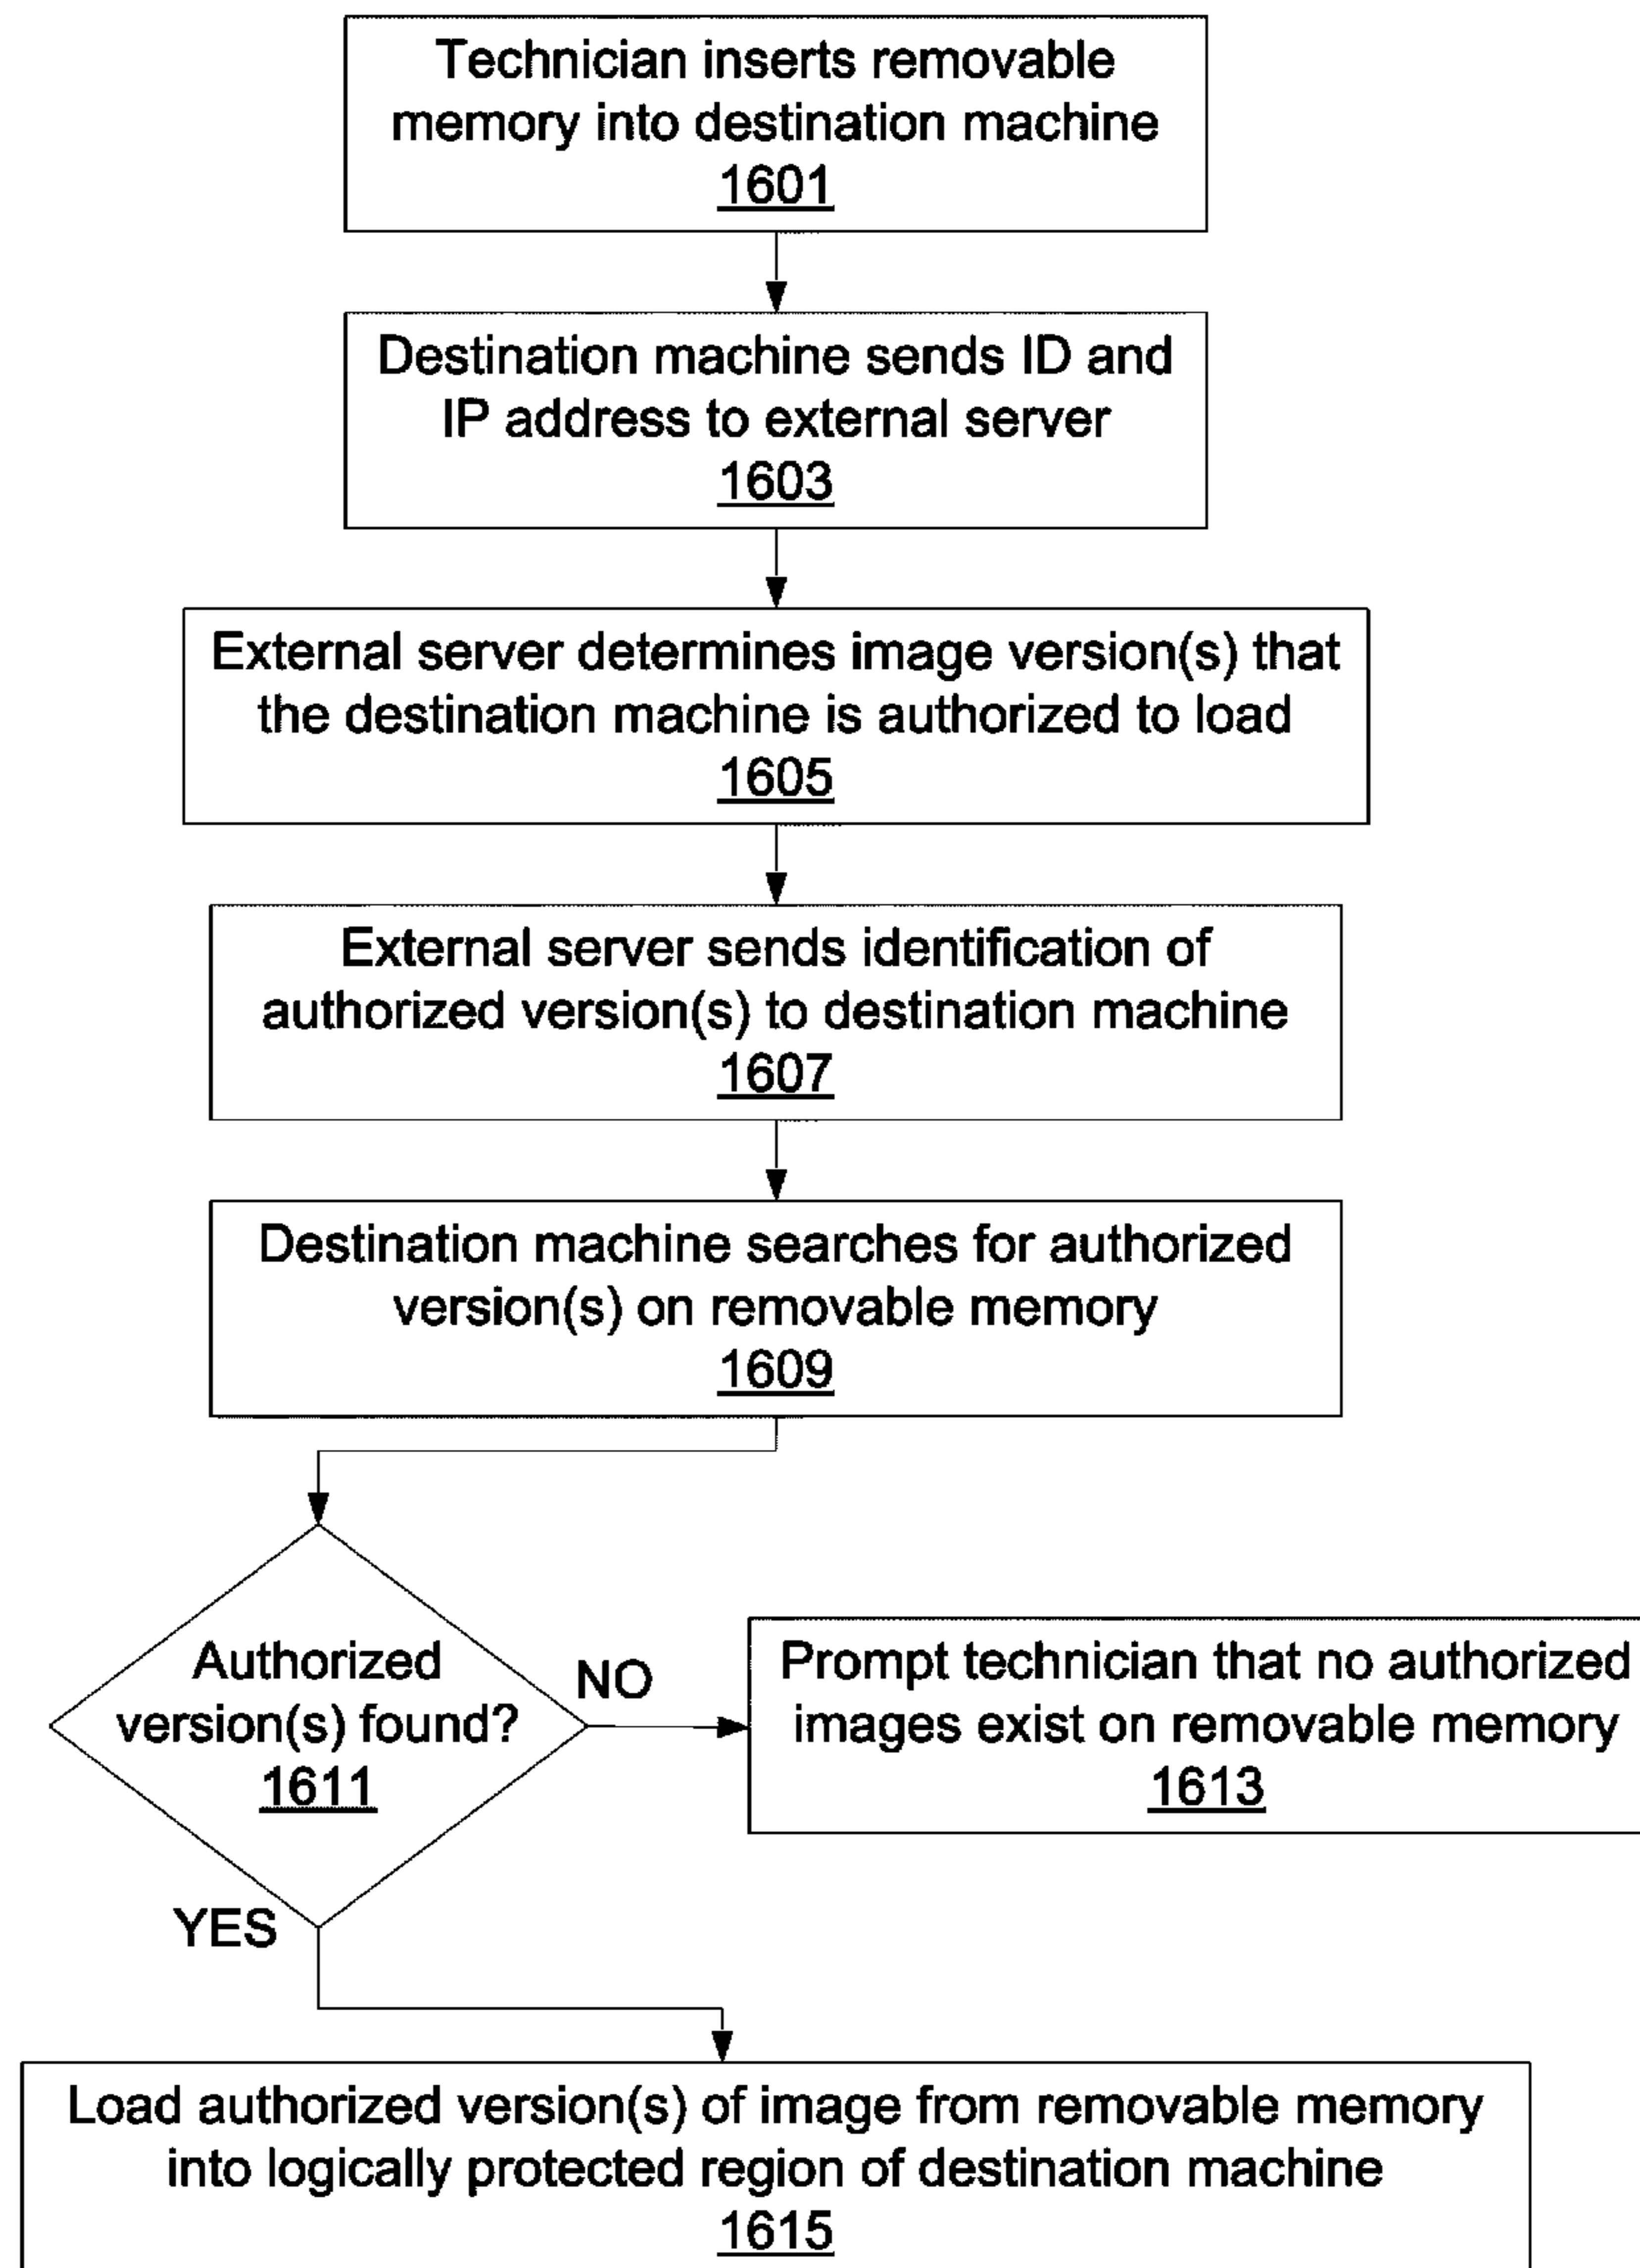 Technician inserts removable
memory into destination machine
1601
Destination machine sends ID and
IP address to external server
1603
External server determines image version(s) that
the destination machine is authorized to load
1605
External server sends identification of
authorized version(s) to destination machine
1607
Destination machine searches for authorized
version(s) on removable memory
1609
Authorized
version(s) found?
1611
NO
Prompt technician that no authorized
images exist on removable memory
1613
YES
Load authorized version(s) of image from removable memory
into logically protected region of destination machine
1615